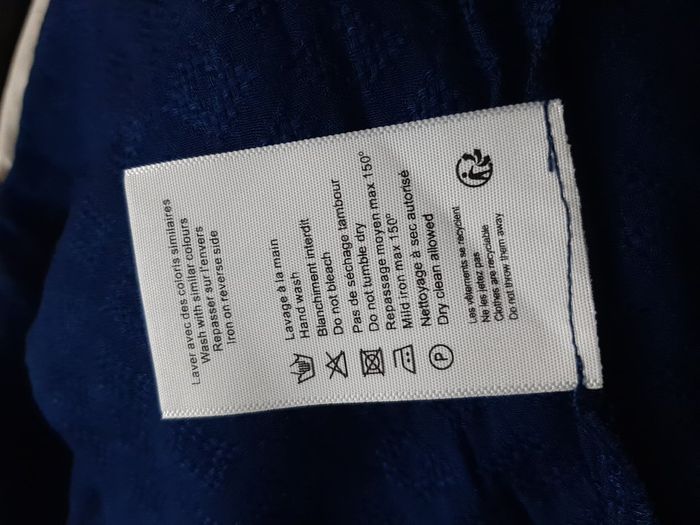 Laver avec des coloris similaires
Wash with similar colours
Repasser sur l'envers
Iron on reverse side
Lavage à la main
Hand wash
Blanchment interdit
Do not bleach
Pas de séchage tambour
Do not tumble dry
Repassage moyen max 150°
Mild iron max 150°
Nettoyage à sec autorisé
P Dry clean allowed
Les vêtements se recyclent
Ne les jetez pas
Clothes are recyclable
Do not throw them away